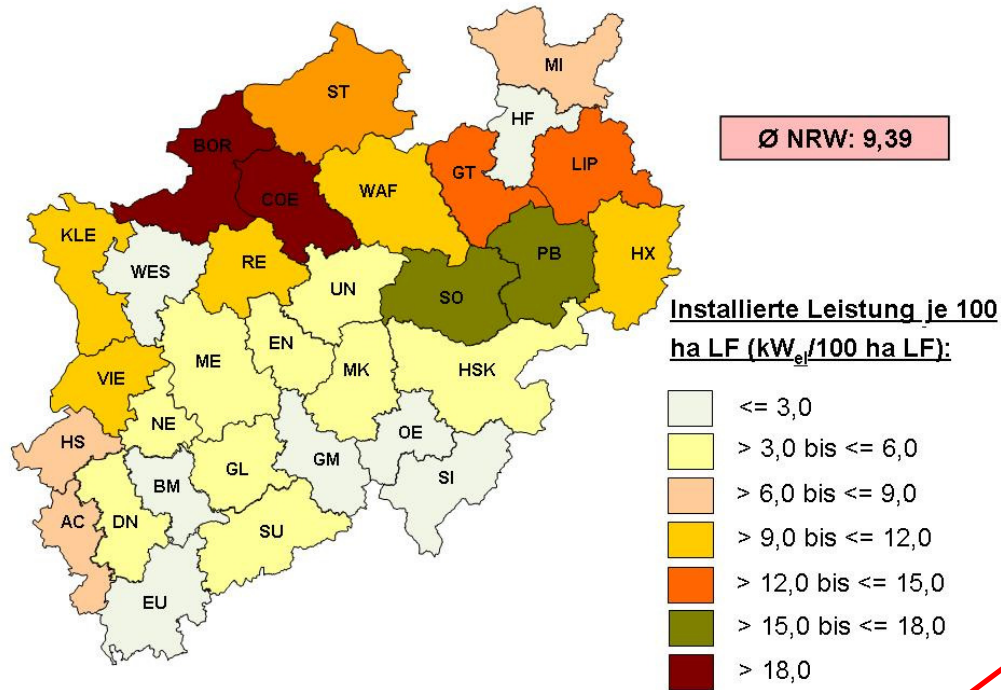 MI
ST
HF
BOR
Ø NRW: 9,39
GT
LIP
COE
WAF
KLE
WES
RE
PB
HX
UN
SO
Installierte Leistung je 100
ha LF (kWel/100 ha LF):
EN
ME
MK
HSK
VIE
<= 3,0
NE
OE
HS
> 3,0 bis <= 6,0
GL
GM
SI
BM
> 6,0 bis <= 9,0
AC
DN
SU
> 9,0 bis <= 12,0
EU
> 12,0 bis <= 15,0
> 15,0 bis <= 18,0
> 18,0